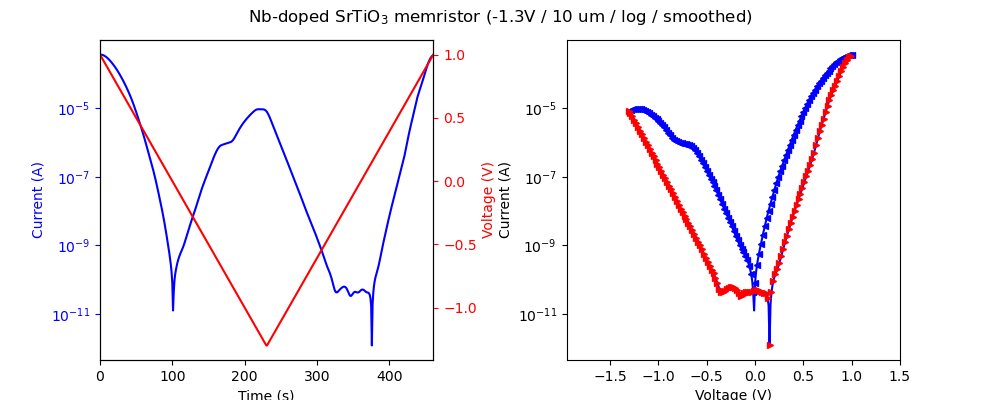 Nb-doped SrTiO₃ memristor (-1.3V / 10 um / log / smoothed)
Current (A)
10⁻⁵
10⁻⁷
10⁻⁹
10⁻¹¹
0 100 200 300 400
Time (s)
1.0
0.5
0.0
−0.5
−1.0
Voltage (V)
Current (A)
10⁻⁵
10⁻⁷
10⁻⁹
10⁻¹¹
−1.5 −1.0 −0.5 0.0 0.5 1.0 1.5
Voltage (V)